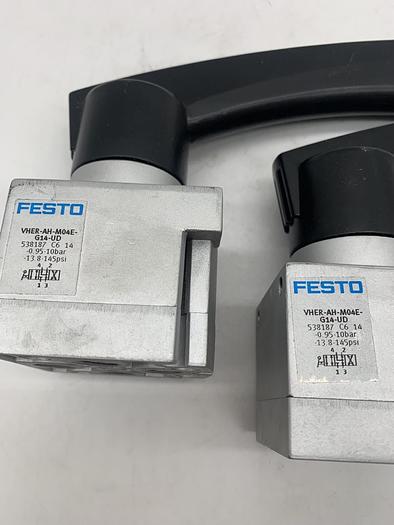 FESTO
VHER-AH-M04E-
G14-UD
538187 C6 14
-0.95-10bar
-13.8-145psi
4 2
1 3
FESTO
VHER-AH-M04E-
G14-UD
538187 C6 14
-0.95-10bar
-13.8-145psi
4 2
1 3